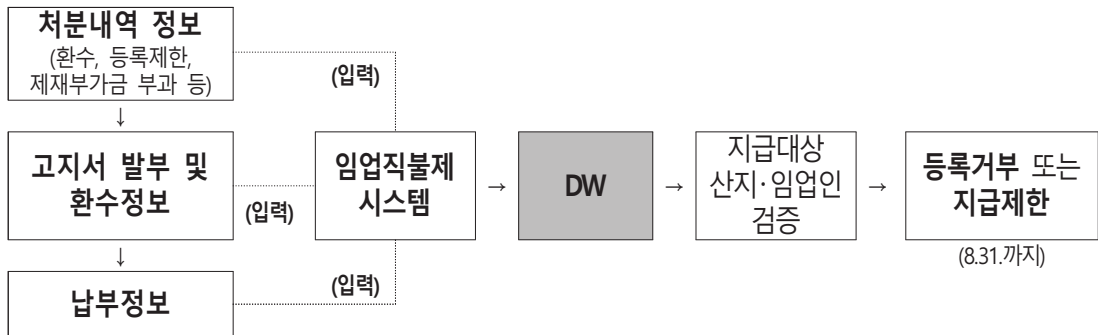 처분내역 정보
(환수, 등록제한,
제재부가금 부과 등)
(입력)
↓
고지서 발부 및
환수정보
(입력)
임업직불제
시스템
→
DW
→
지급대상
산지·임업인
검증
→
등록거부 또는
지급제한
(8.31.까지)
↓
납부정보
(입력)